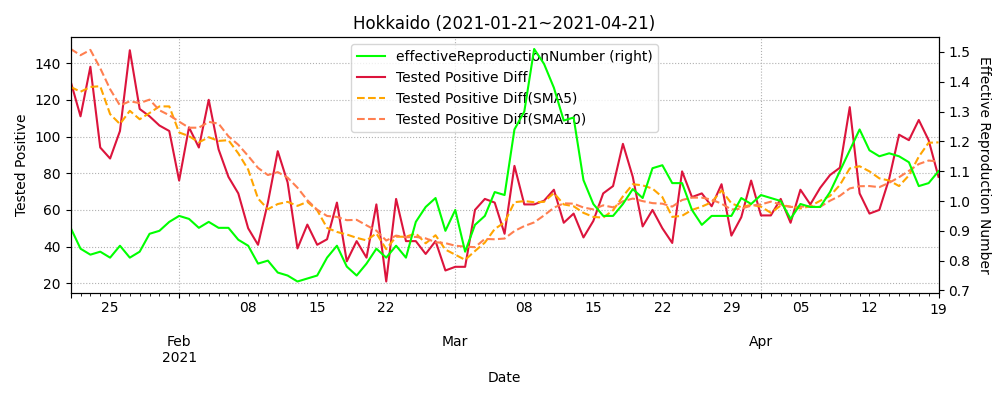 Hokkaido (2021-01-21~2021-04-21)
effectiveReproductionNumber (right)
Tested Positive Diff
Tested Positive Diff(SMA5)
Tested Positive Diff(SMA10)
Tested Positive
140
120
100
80
60
40
20
Effective Reproduction Number
1.5
1.4
1.3
1.2
1.1
1.0
0.9
0.8
0.7
25 08 15 22 08 15 22 29 05 12 19
Feb Mar Apr
2021
Date